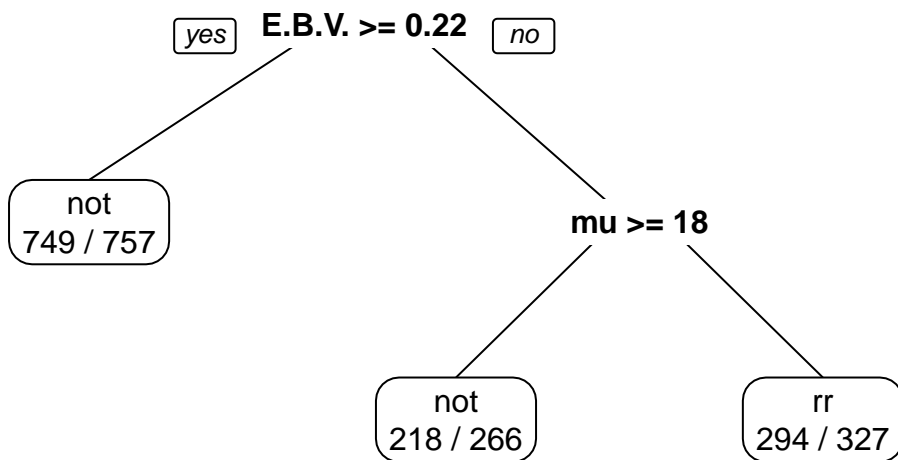 yes E.B.V. >= 0.22 no
not
749 / 757
mu >= 18
not
218 / 266
rr
294 / 327